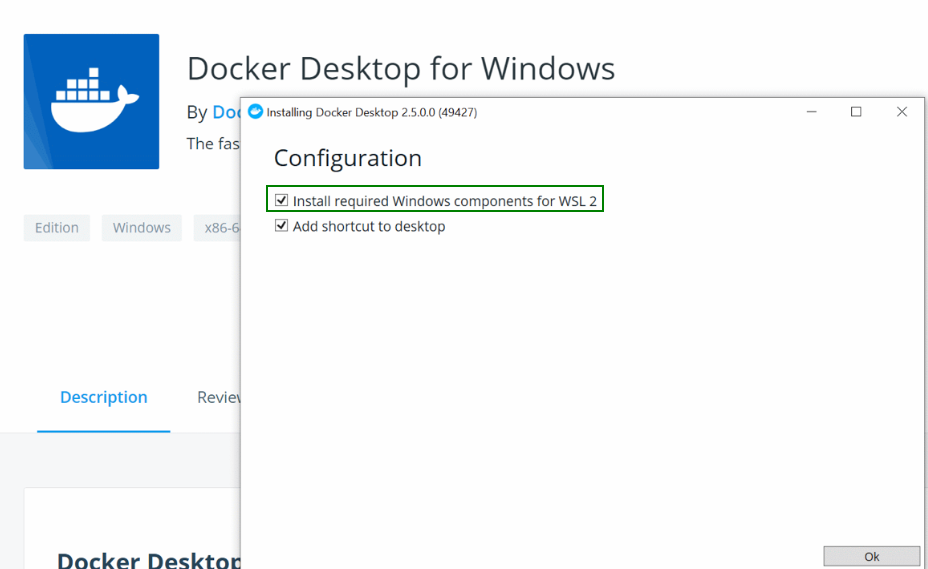 Docker Desktop for Windows
By Doc
Installing Docker Desktop 2.5.0.0 (49427)
The fas
Configuration
Install required Windows components for WSL 2
Add shortcut to desktop
Edition
Windows
x86-6
Description
Review
Docker Desktop
Ok